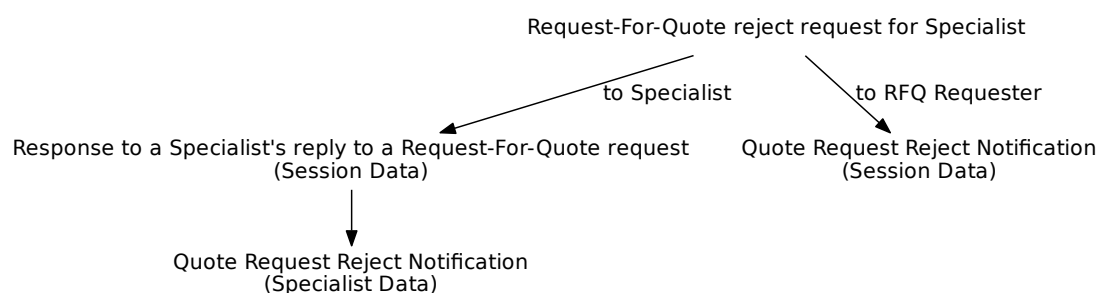 Request-For-Quote reject request for Specialist
to Specialist
to RFQ Requester
Response to a Specialist's reply to a Request-For-Quote request
(Session Data)
Quote Request Reject Notification
(Session Data)
Quote Request Reject Notification
(Specialist Data)